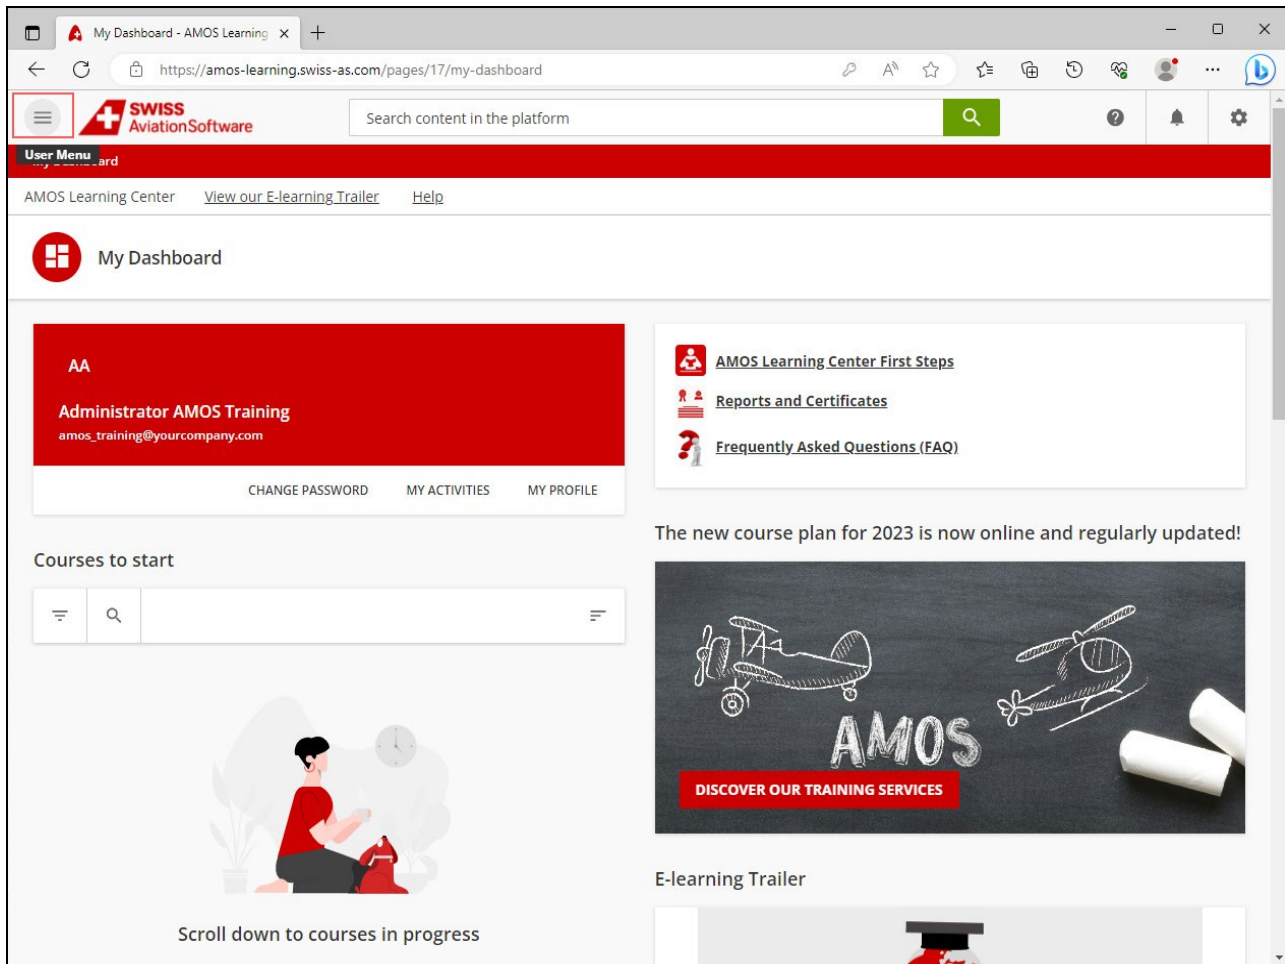 My Dashboard - AMOS Learning
https://amos-learning.swiss-as.com/pages/17/my-dashboard
SWISS
AviationSoftware
Search content in the platform
User Menu
AMOS Learning Center View our E-learning Trailer Help
My Dashboard
AA
Administrator AMOS Training
amos_training@yourcompany.com
CHANGE PASSWORD MY ACTIVITIES MY PROFILE
Courses to start
Scroll down to courses in progress
AMOS Learning Center First Steps
Reports and Certificates
Frequently Asked Questions (FAQ)
The new course plan for 2023 is now online and regularly updated!
AMOS
DISCOVER OUR TRAINING SERVICES
E-learning Trailer